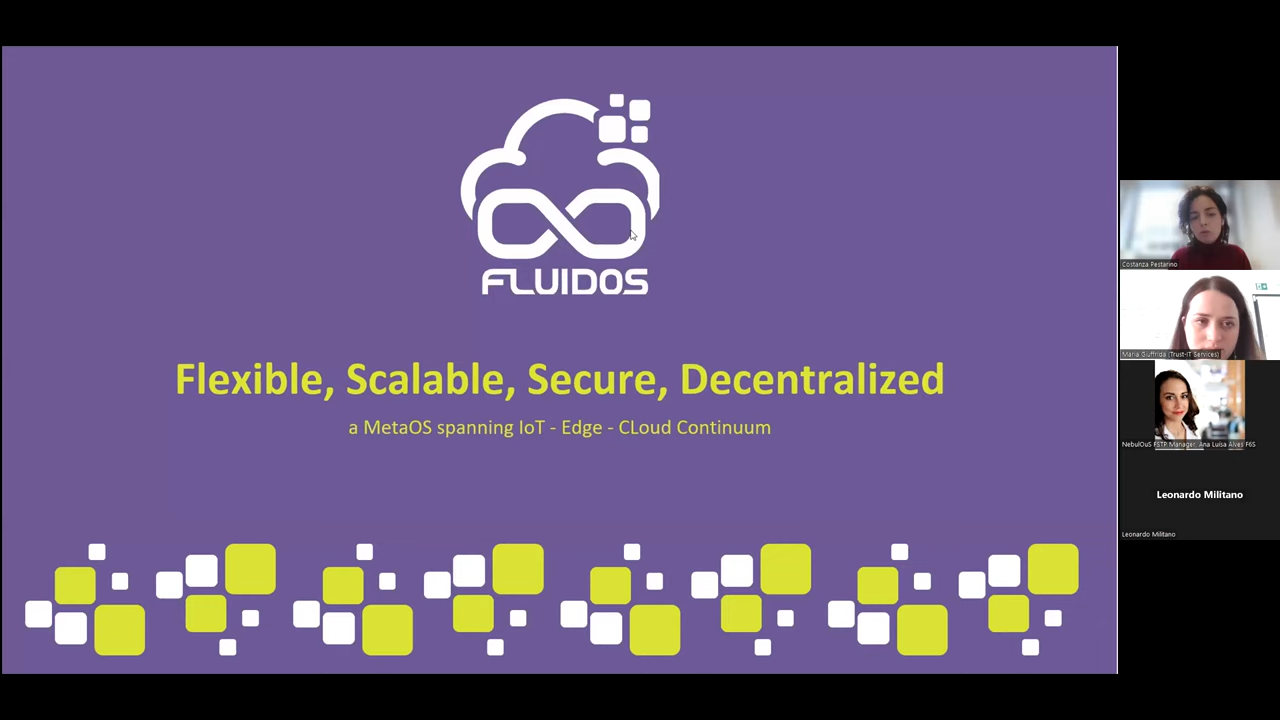 FLUIDOS
Flexible, Scalable, Secure, Decentralized
a MetaOS spanning IoT - Edge - CLoud Continuum
Costanza Pestarino
Maria Giuffrida (Trust-IT Services)
NebulOuS FSTP Manager, Ana Luísa Alves F6S
Leonardo Militano
Leonardo Militano